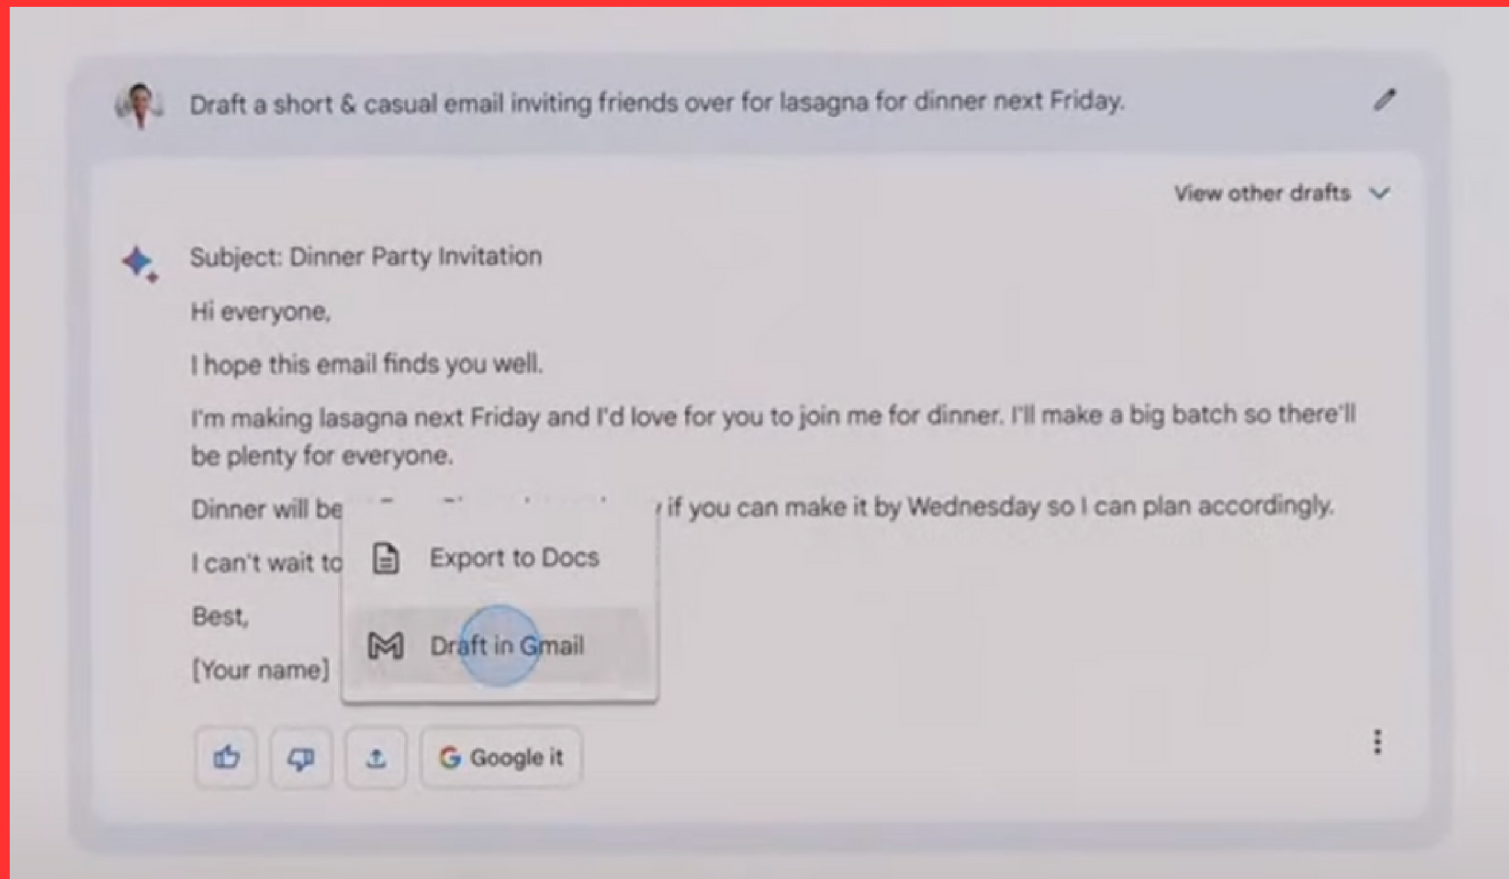 Draft a short & casual email inviting friends over for lasagna for dinner next Friday.
View other drafts
Subject: Dinner Party Invitation
Hi everyone,
I hope this email finds you well.
I'm making lasagna next Friday and I'd love for you to join me for dinner. I'll make a big batch so there'll
be plenty for everyone.
Dinner will be if you can make it by Wednesday so I can plan accordingly.
I can't wait to
Export to Docs
Best,
Draft in Gmail
[Your name]
Google it